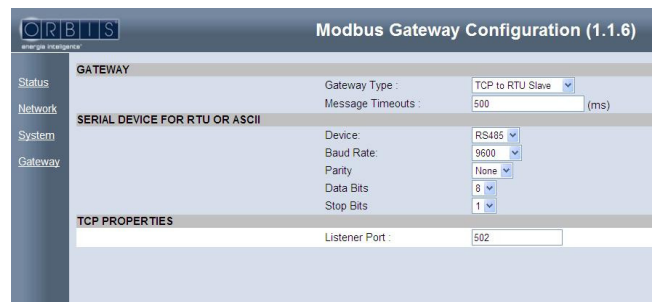 ORBIS
energía inteligente®
Modbus Gateway Configuration (1.1.6)
Status
Network
System
Gateway
GATEWAY
Gateway Type : TCP to RTU Slave
Message Timeouts : 500 (ms)
SERIAL DEVICE FOR RTU OR ASCII
Device: RS485
Baud Rate: 9600
Parity None
Data Bits 8
Stop Bits 1
TCP PROPERTIES
Listener Port : 502